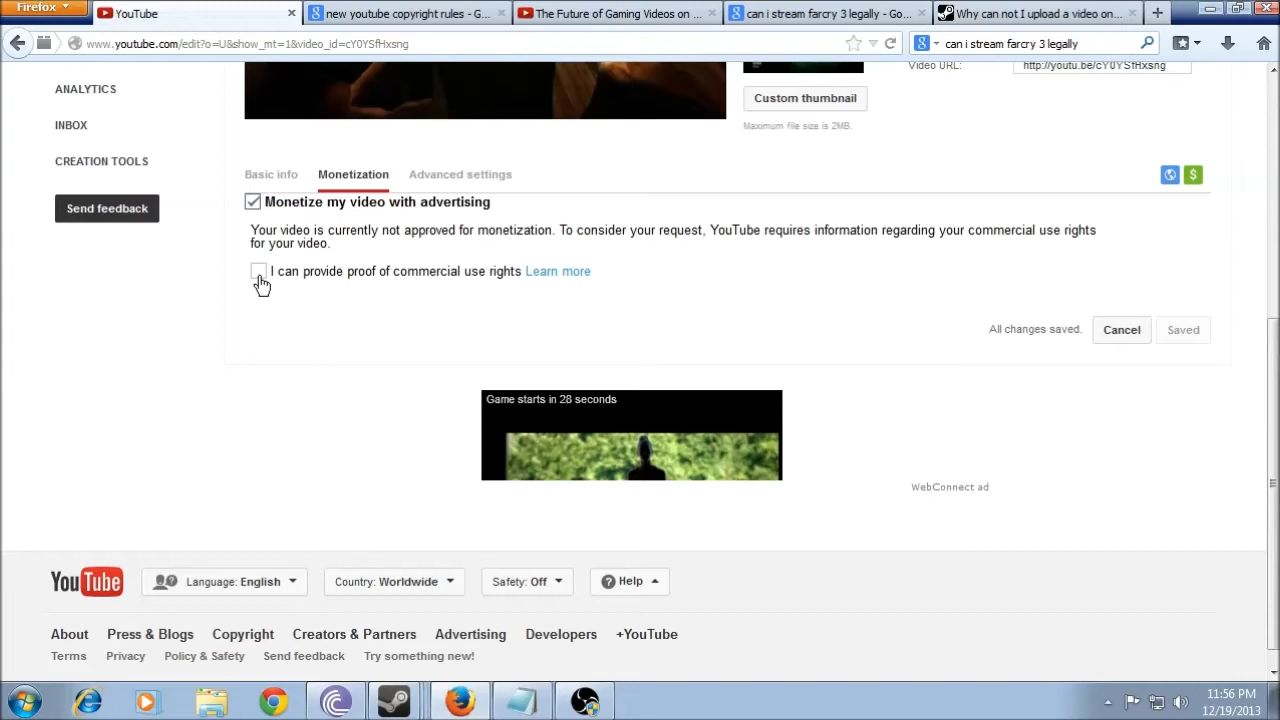 Firefox
YouTube
new youtube copyright rules - G...
The Future of Gaming Videos on ...
can i stream farcry 3 legally - Goo...
Why can not I upload a video on...
www.youtube.com/edit?o=U&show_mt=1&video_id=cY0YSfHxsng
can i stream farcry 3 legally
ANALYTICS
INBOX
CREATION TOOLS
Send feedback
Video URL:
http://youtu.be/cY0YSfHxsng
Custom thumbnail
Maximum file size is 2MB.
Basic info
Monetization
Advanced settings
Monetize my video with advertising
Your video is currently not approved for monetization. To consider your request, YouTube requires information regarding your commercial use rights
for your video.
I can provide proof of commercial use rights Learn more
All changes saved.
Cancel
Saved
Game starts in 28 seconds
WebConnect ad
YouTube
Language: English
Country: Worldwide
Safety: Off
Help
About Press & Blogs Copyright Creators & Partners Advertising Developers +YouTube
Terms Privacy Policy & Safety Send feedback Try something new!
11:56 PM
12/19/2013